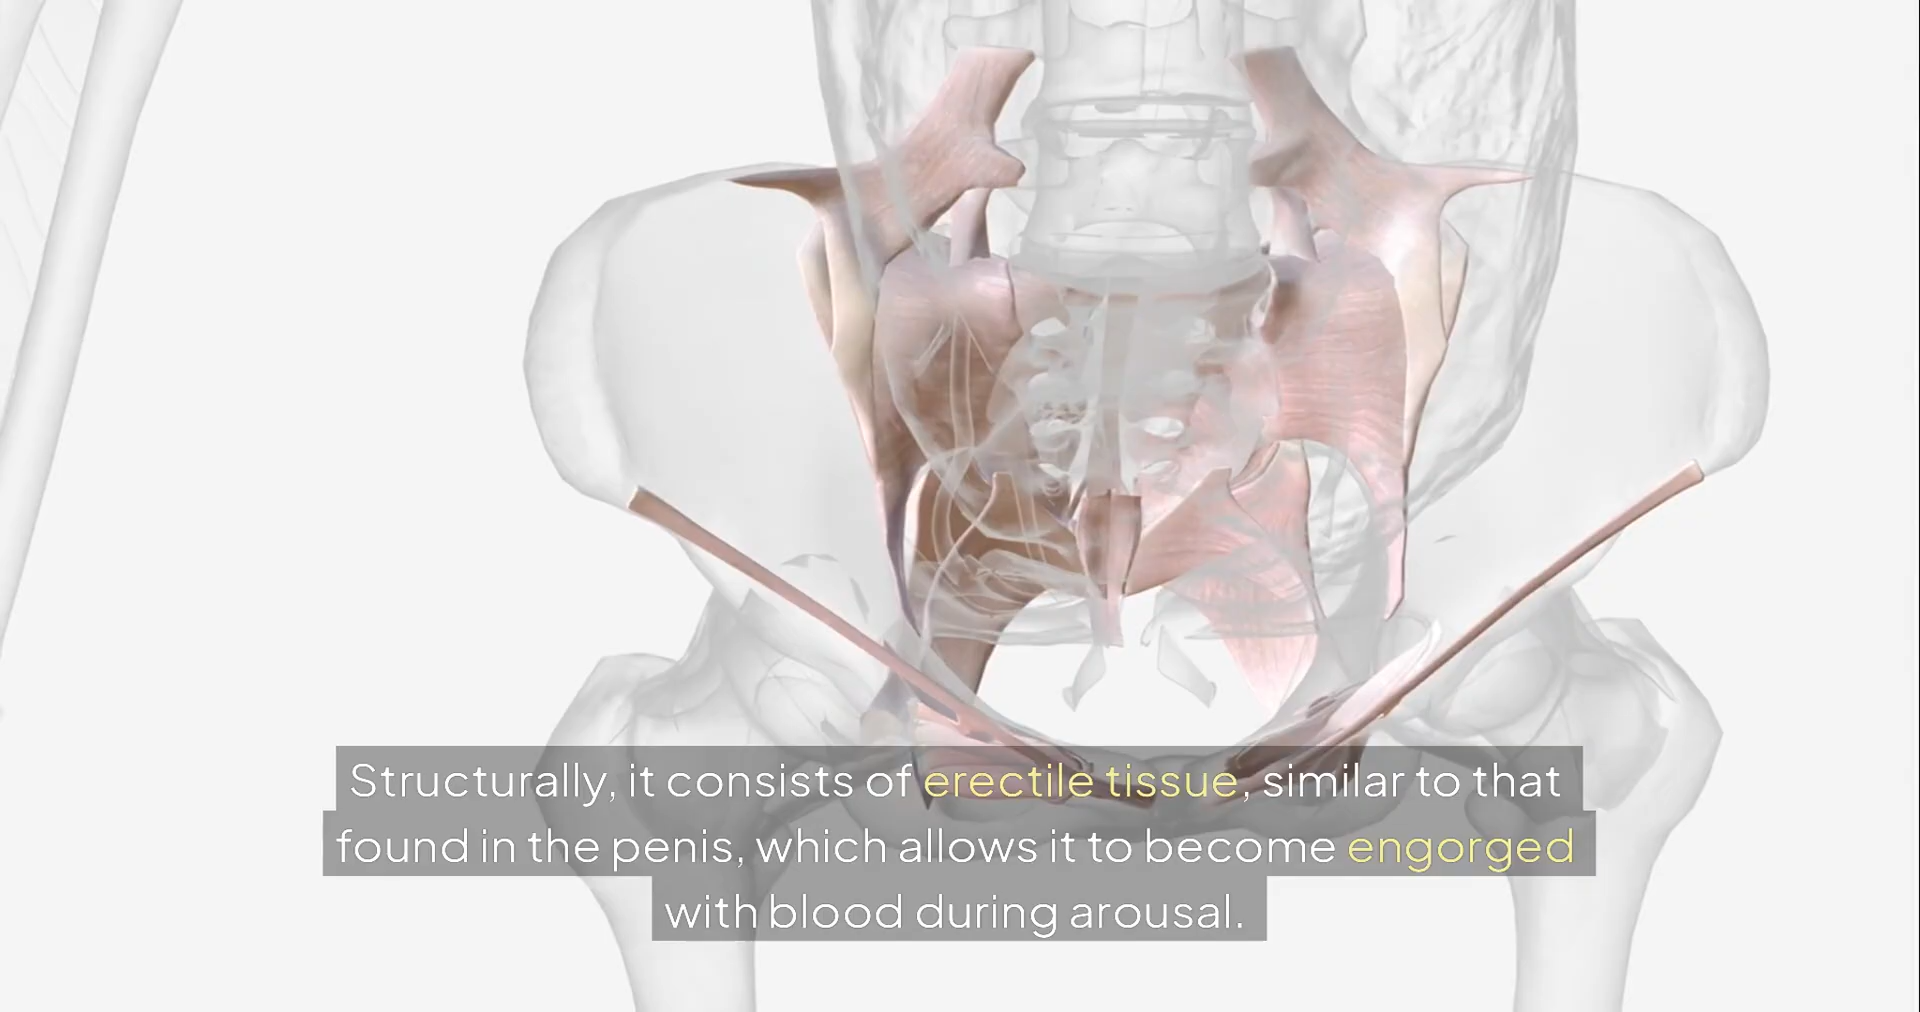 Structurally, it consists of erectile tissue, similar to that
found in the penis, which allows it to become engorged
with blood during arousal.